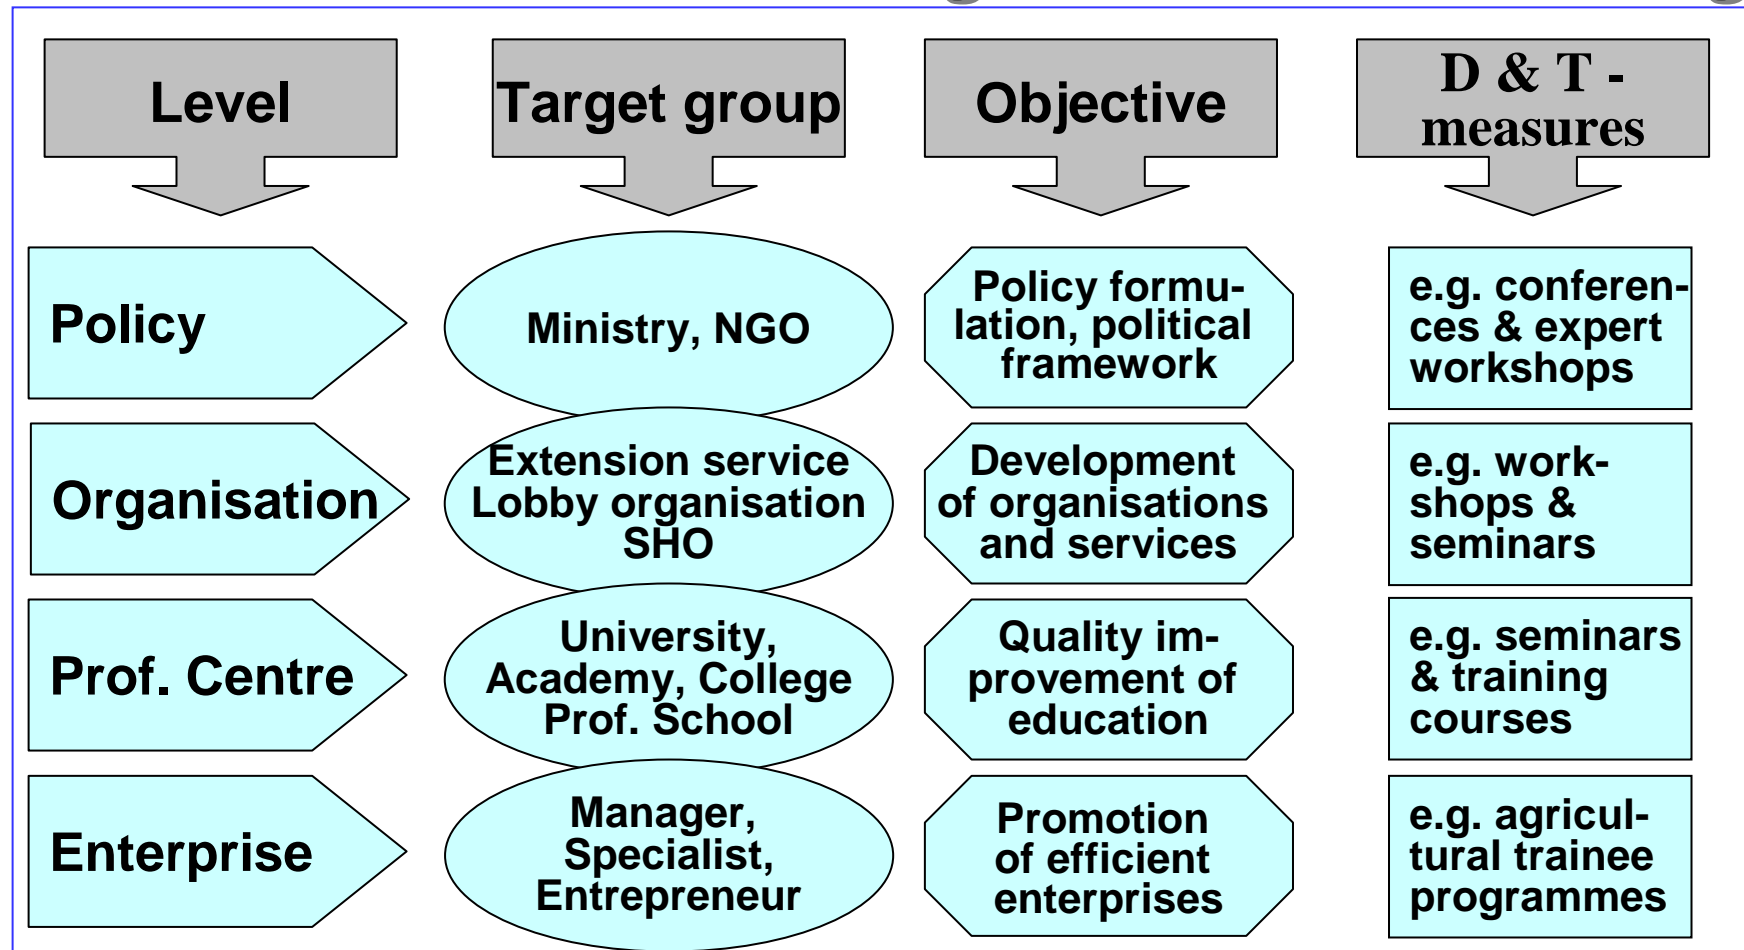 Level
Target group
Objective
D & T -
measures
Policy
Ministry, NGO
Policy formu-
lation, political
framework
e.g. conferen-
ces & expert
workshops
Organisation
Extension service
Lobby organisation
SHO
Development
of organisations
and services
e.g. work-
shops &
seminars
Prof. Centre
University,
Academy, College
Prof. School
Quality im-
provement of
education
e.g. seminars
& training
courses
Enterprise
Manager,
Specialist,
Entrepreneur
Promotion
of efficient
enterprises
e.g. agricul-
tural trainee
programmes